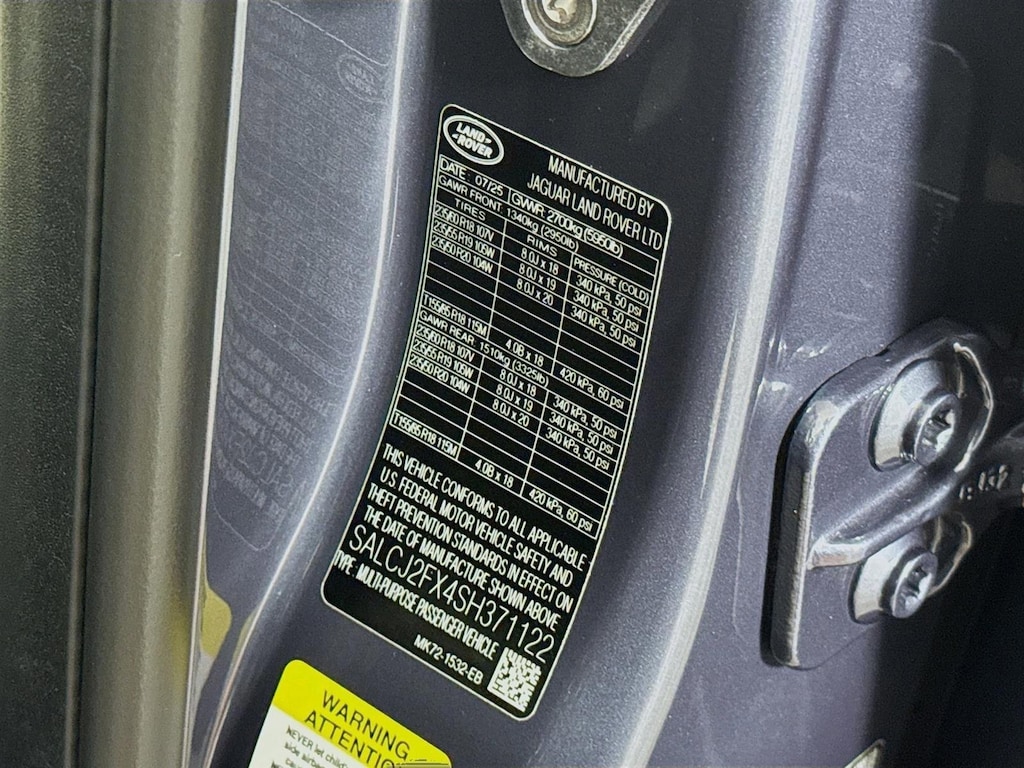 LAND ROVER
MANUFACTURED BY
JAGUAR LAND ROVER LTD
DATE: 07/25 GVWR: 2700kg (5950lb)
GAWR FRONT 1340kg (2950lb)
TIRES RIMS PRESSURE (COLD)
235/60 R18 107V 8.0J x 18 340 kPa, 50 psi
235/55 R19 105W 8.0J x 19 340 kPa, 50 psi
235/50 R20 104W 8.0J x 20 340 kPa, 50 psi
T155/85 R18 115M 4.0B x 18 420 kPa, 60 psi
GAWR REAR 1510kg (3325lb)
235/60 R18 107V 8.0J x 18 340 kPa, 50 psi
235/55 R19 105W 8.0J x 19 340 kPa, 50 psi
235/50 R20 104W 8.0J x 20 340 kPa, 50 psi
T155/85 R18 115M 4.0B x 18 420 kPa, 60 psi
THIS VEHICLE CONFORMS TO ALL APPLICABLE
U.S. FEDERAL MOTOR VEHICLE SAFETY AND
THEFT PREVENTION STANDARDS IN EFFECT ON
THE DATE OF MANUFACTURE SHOWN ABOVE
SALCJ2FX4SH371122
TYPE: MULTI-PURPOSE PASSENGER VEHICLE
MK72-1532-EB
WARNING
ATTENTION
NEVER let child
side airba